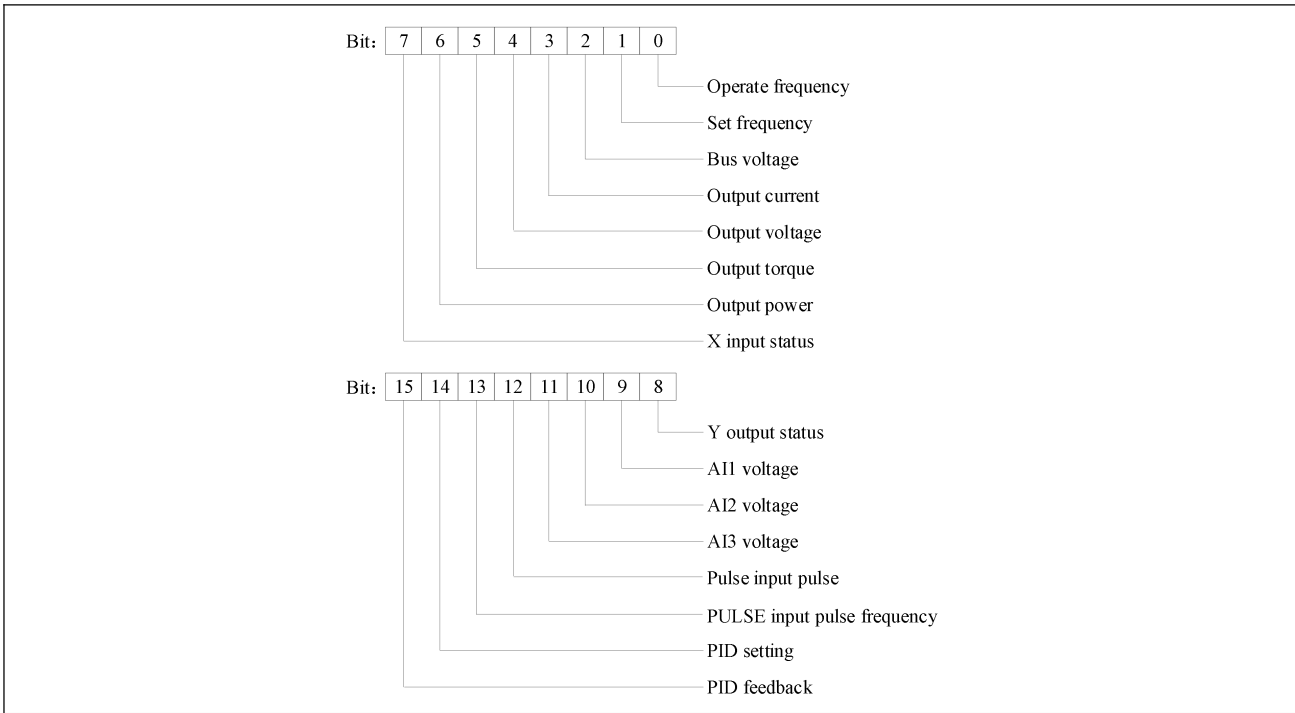 Bit: 7 6 5 4 3 2 1 0
Operate frequency
Set frequency
Bus voltage
Output current
Output voltage
Output torque
Output power
X input status
Bit: 15 14 13 12 11 10 9 8
Y output status
AI1 voltage
AI2 voltage
AI3 voltage
Pulse input pulse
PULSE input pulse frequency
PID setting
PID feedback